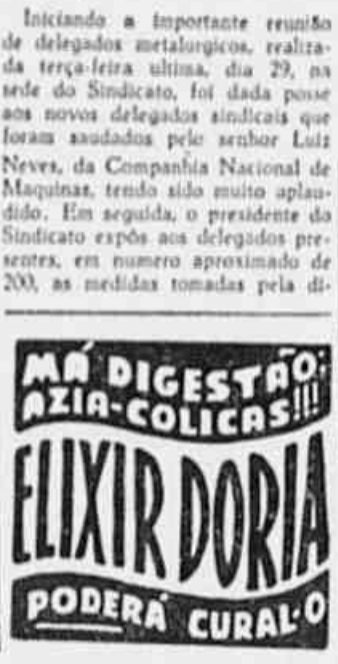 Iniciando a importante reunião
de delegados metalurgicos, realiza-
da terça-feira ultima, dia 29, na
sede do Sindicato, foi dada posse
aos novos delegados sindicais que
foram saudados pelo senhor Luiz
Neves, da Companhia Nacional de
Maquinas, tendo sido muito aplau-
dido. Em seguida, o presidente do
Sindicato expôs aos delegados pre-
sentes, em numero aproximado de
200, as medidas tomadas pela di-
MÁ DIGESTÃO;
AZIA-COLICAS!!!
ELIXIR DORIA
PODERÁ CURAL-O